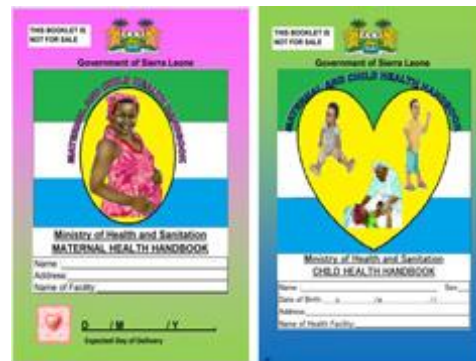 THIS BOOKLET IS
NOT FOR SALE
Government of Sierra Leone
MATERNAL AND CHILD HEALTH HANDBOOK
Ministry of Health and Sanitation
MATERNAL HEALTH HANDBOOK
Name
Address
Name of Facility
D /M /Y
Expected Day of Delivery
THIS BOOKLET IS
NOT FOR SALE
Government of Sierra Leone
MATERNAL AND CHILD HEALTH HANDBOOK
Ministry of Health and Sanitation
CHILD HEALTH HANDBOOK
Name Sex
Date of Birth
Address
Name of Health Facility